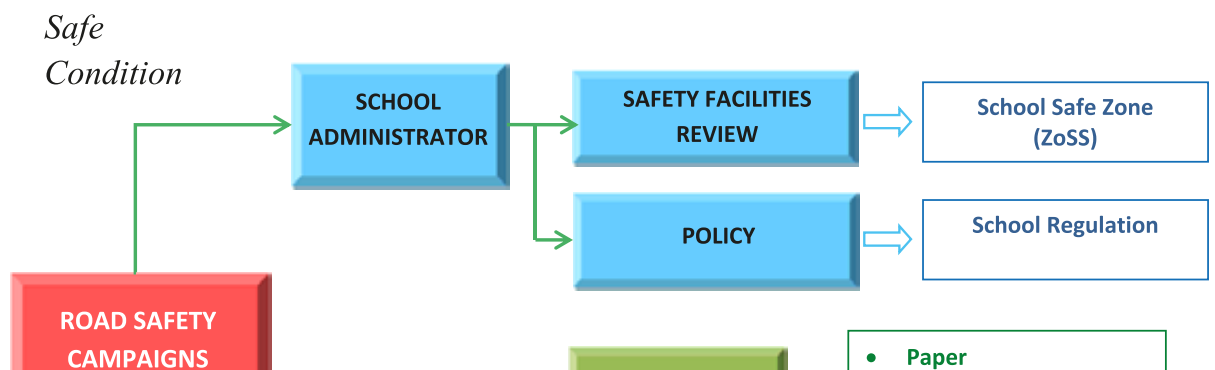 Safe
Condition
SCHOOL
ADMINISTRATOR
SAFETY FACILITIES
REVIEW
School Safe Zone
(ZoSS)
POLICY
School Regulation
ROAD SAFETY
CAMPAIGNS
• Paper